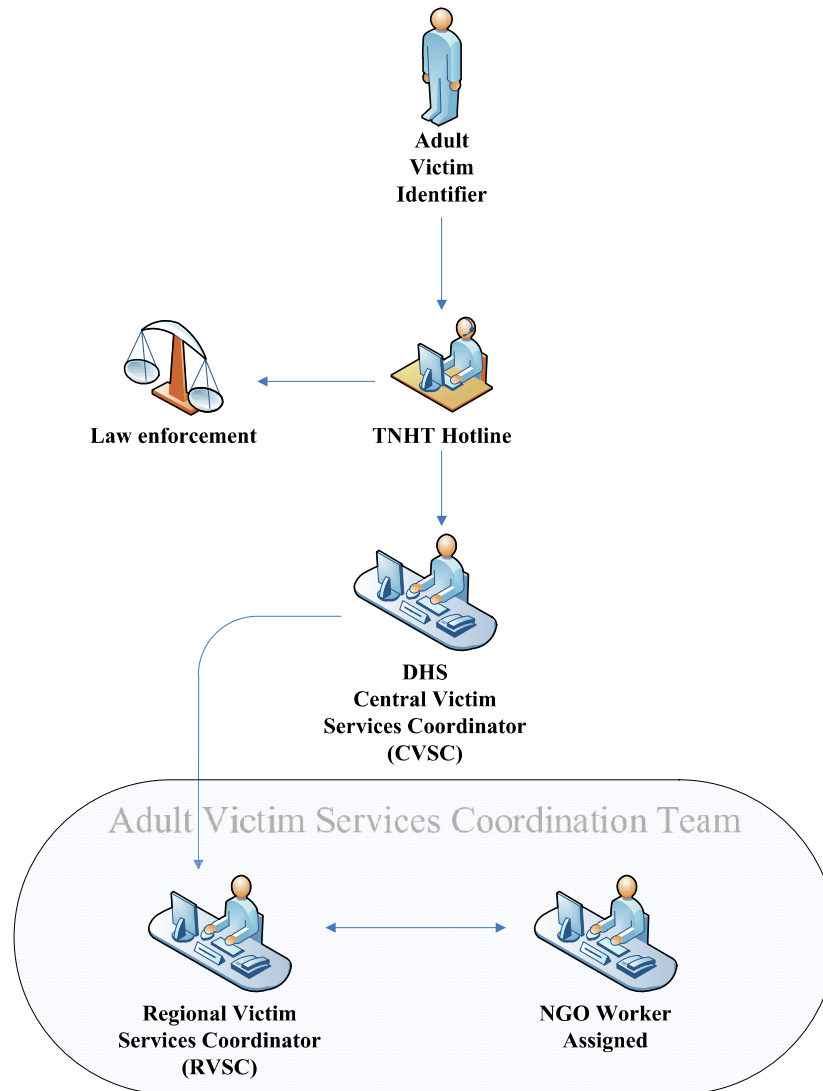 Adult
Victim
Identifier
Law enforcement
TNHT Hotline
DHS
Central Victim
Services Coordinator
(CVSC)
Adult Victim Services Coordination Team
Regional Victim
Services Coordinator
(RVSC)
NGO Worker
Assigned